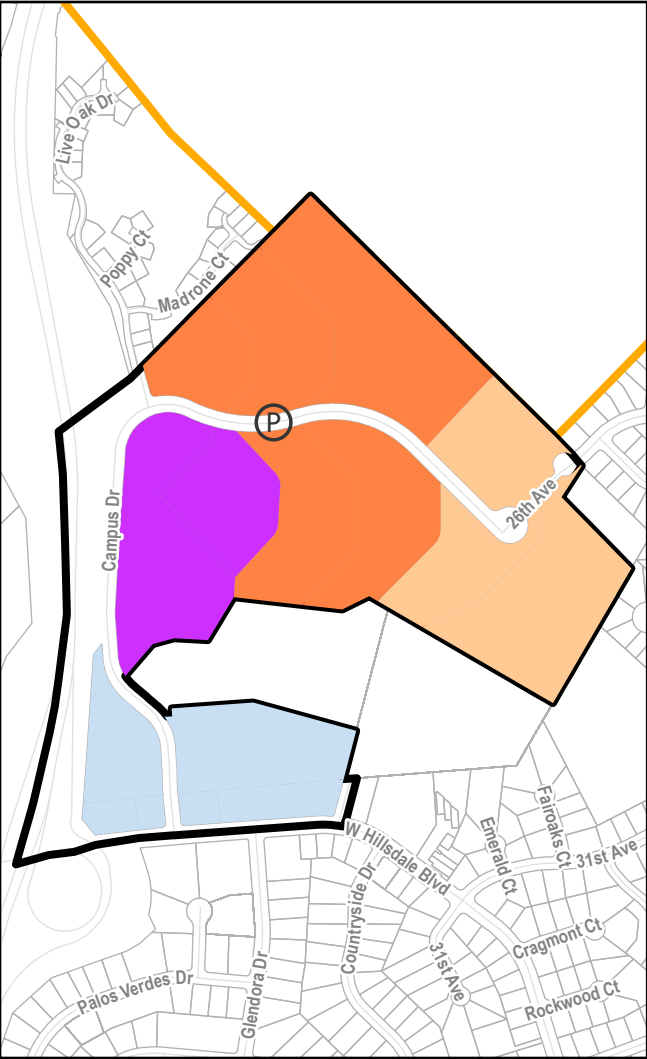 Live Oak Dr
Poppy Ct
Madrone Ct
P
Campus Dr
26th Ave
W Hillsdale Blvd
Fairoaks Ct
Emerald Ct
31st Ave
Countryside Dr
Cragmont Ct
31st Ave
Palos Verdes Dr
Glendora Dr
Rockwood Ct